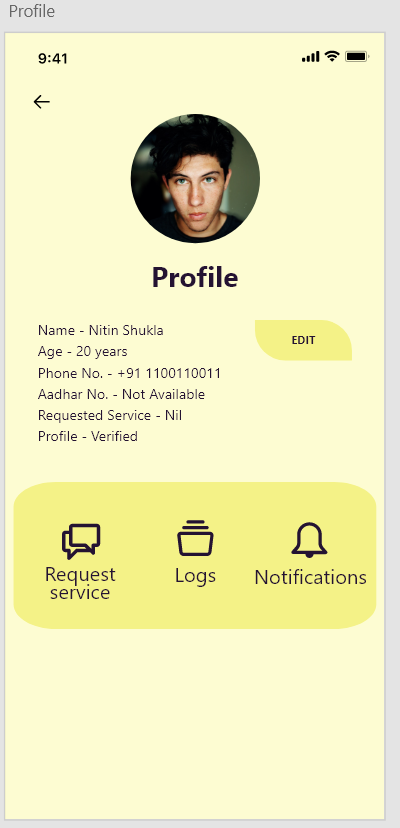 Profile
9:41
Profile
Name - Nitin Shukla
EDIT
Age - 20 years
Phone No. - +91 1100110011
Aadhar No. - Not Available
Requested Service - Nil
Profile - Verified
Request
service
Logs
Notifications